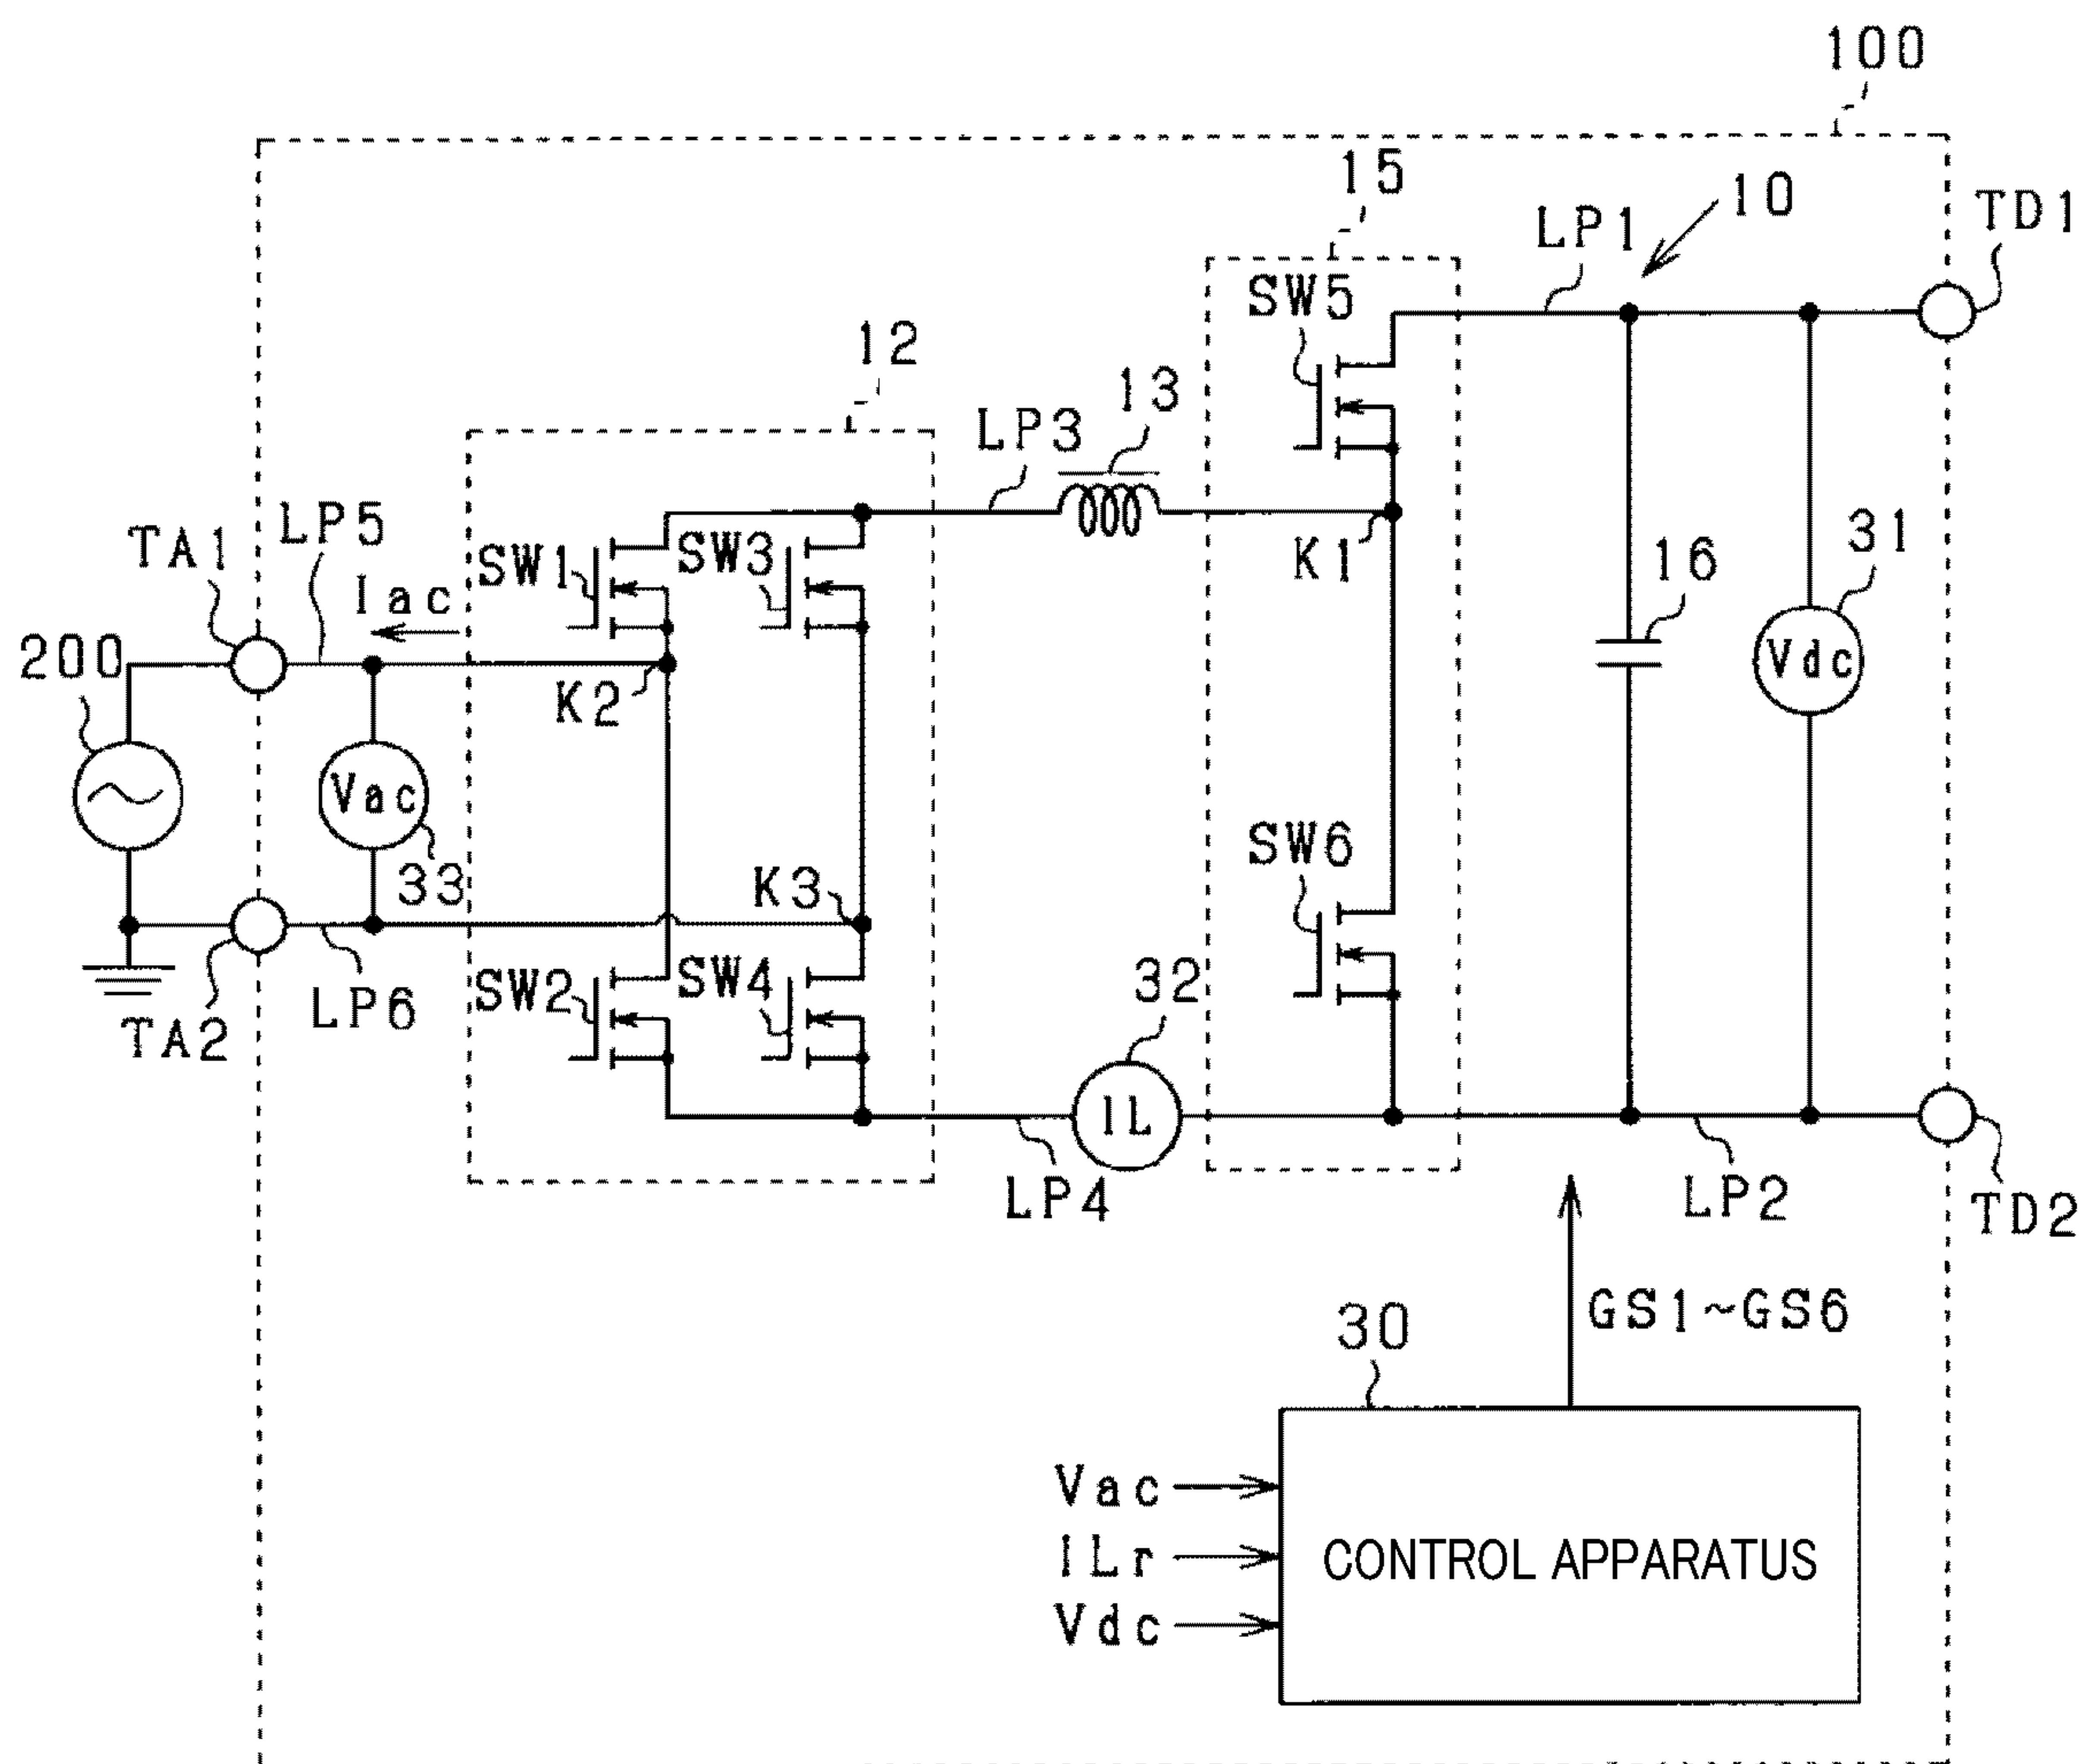 100
15
10
TD1
LP1
SW5
12
13
LP3
LP5
TA1
Iac
SW1
SW3
K1
16
31
200
K2
Vdc
Vac
33
K3
SW6
TA2
LP6
SW2
SW4
32
IL
LP4
LP2
TD2
GS1~GS6
30
Vac
ILr
Vdc
CONTROL APPARATUS